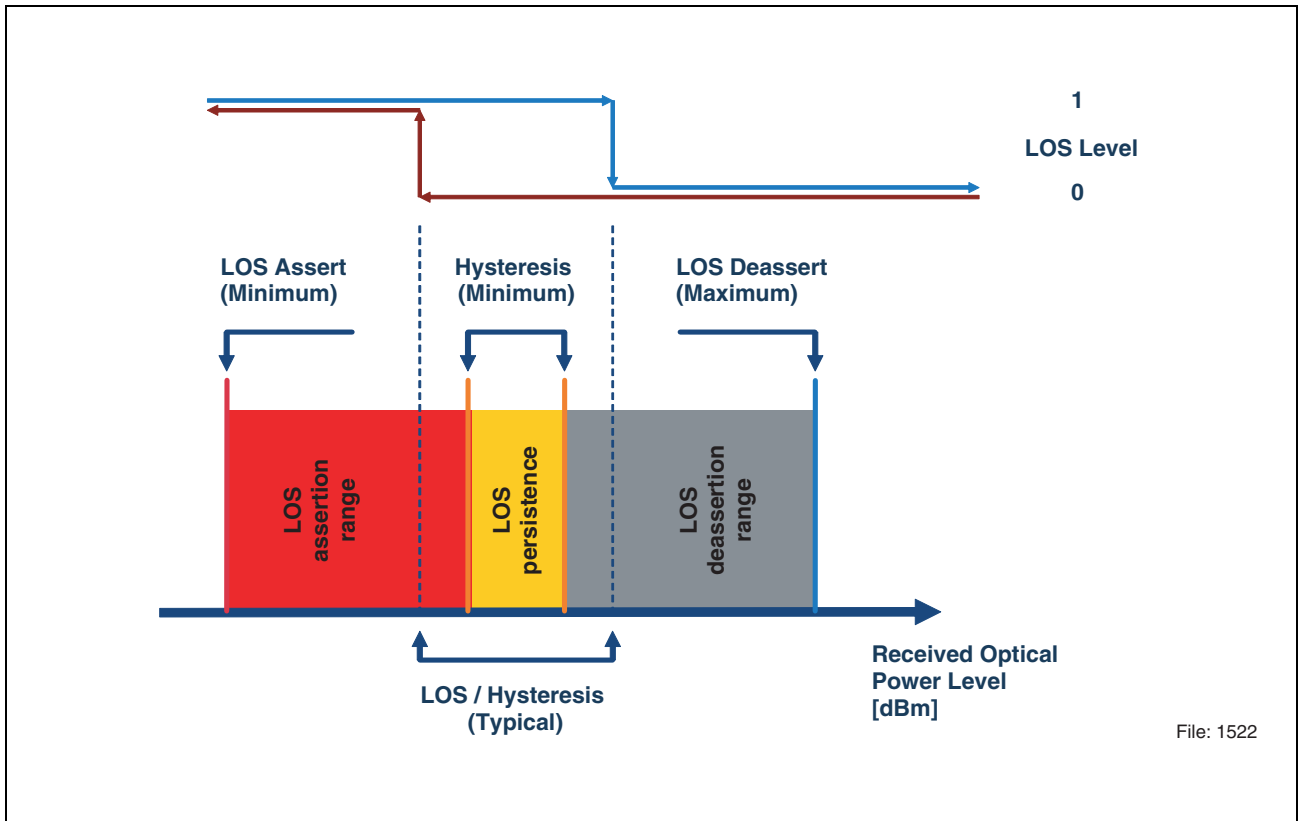 1
LOS Level
0
LOS Assert
(Minimum)
Hysteresis
(Minimum)
LOS Deassert
(Maximum)
LOS
assertion
range
LOS
persistence
LOS
deassertion
range
LOS / Hysteresis
(Typical)
Received Optical
Power Level
[dBm]
File: 1522